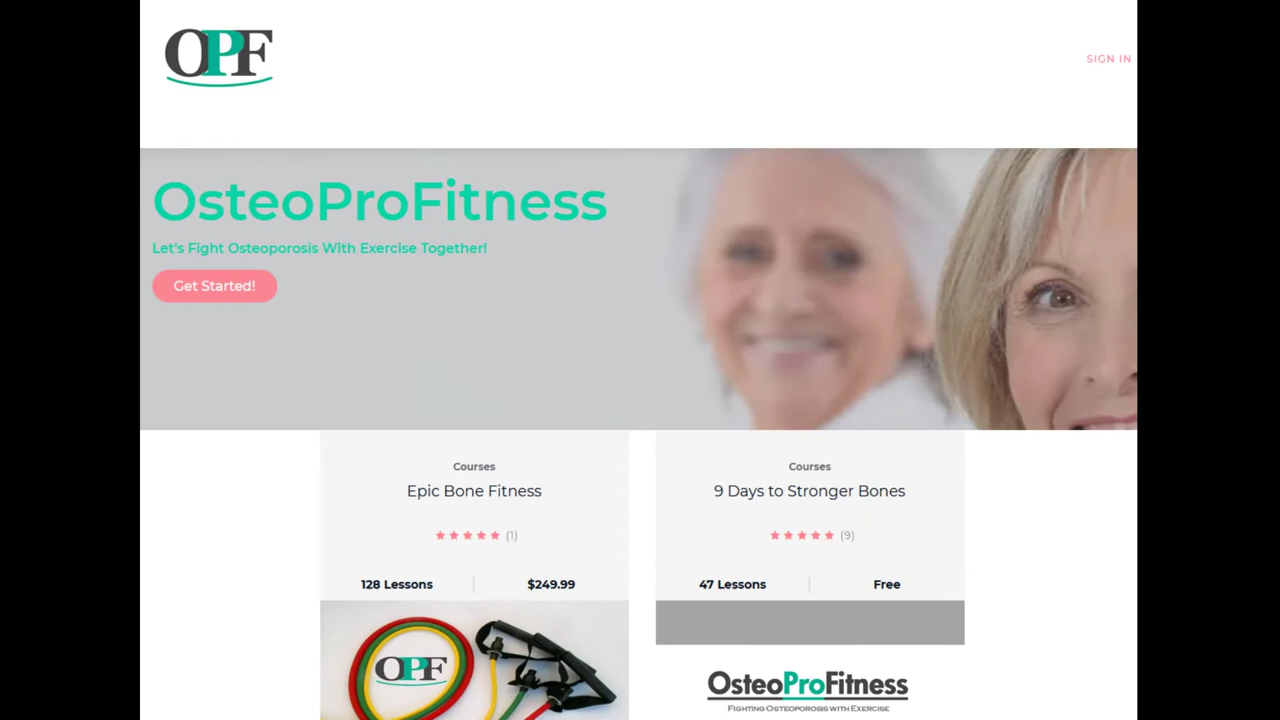 OPF
SIGN IN
OsteoProFitness
Let's Fight Osteoporosis With Exercise Together!
Get Started!
Courses
Epic Bone Fitness
(1)
128 Lessons
$249.99
Courses
9 Days to Stronger Bones
(9)
47 Lessons
Free
OPF
OsteoProFitness
Fighting Osteoporosis with Exercise